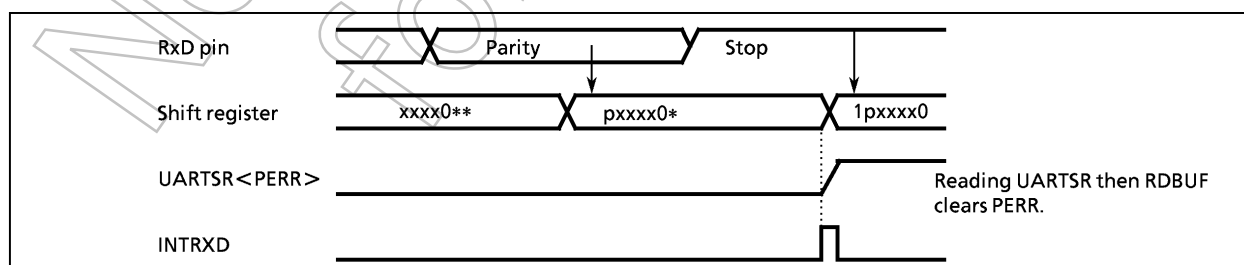 RxD pin
Parity
Stop
Shift register
xxxx0**
pxxxx0*
1pxxxx0
UARTSR<PERR>
Reading UARTSR then RDBUF
clears PERR.
INTRXD